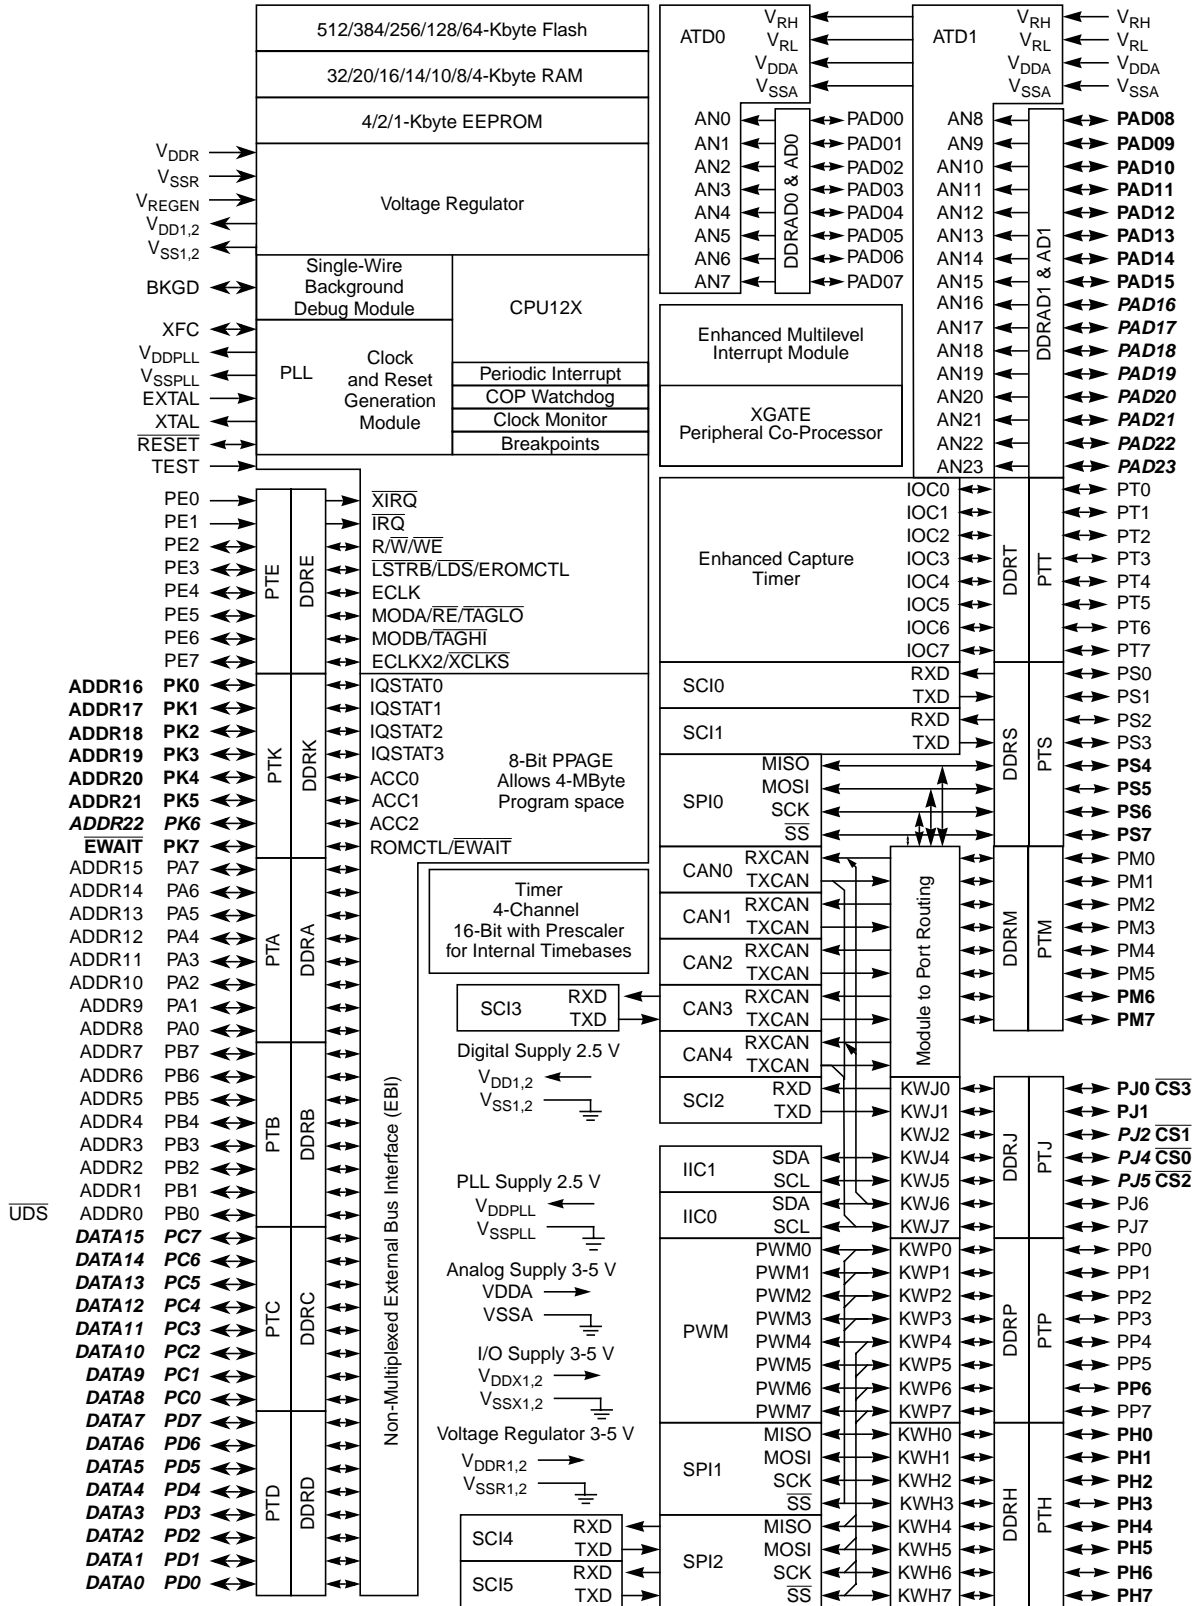 512/384/256/128/64-Kbyte Flash
32/20/16/14/10/8/4-Kbyte RAM
4/2/1-Kbyte EEPROM
VDDR
VSSR
VREGEN
VDD1,2
VSS1,2
Voltage Regulator
BKGD
Single-Wire
Background
Debug Module
CPU12X
XFC
VDDPLL
VSSPLL
EXTAL
XTAL
RESET
TEST
PLL
Clock
and Reset
Generation
Module
Periodic Interrupt
COP Watchdog
Clock Monitor
Breakpoints
PE0
PE1
PE2
PE3
PE4
PE5
PE6
PE7
PTE
DDRE
XIRQ
IRQ
R/W/WE
LSTRB/LDS/EROMCTL
ECLK
MODA/RE/TAGLO
MODB/TAGHI
ECLKX2/XCLKS
ADDR16 PK0
ADDR17 PK1
ADDR18 PK2
ADDR19 PK3
ADDR20 PK4
ADDR21 PK5
ADDR22 PK6
EWAIT PK7
PTK
DDRK
IQSTAT0
IQSTAT1
IQSTAT2
IQSTAT3
ACC0
ACC1
ACC2
ROMCTL/EWAIT
8-Bit PPAGE
Allows 4-MByte
Program space
ADDR15 PA7
ADDR14 PA6
ADDR13 PA5
ADDR12 PA4
ADDR11 PA3
ADDR10 PA2
ADDR9 PA1
ADDR8 PA0
PTA
DDRA
ADDR7 PB7
ADDR6 PB6
ADDR5 PB5
ADDR4 PB4
ADDR3 PB3
ADDR2 PB2
ADDR1 PB1
UDS ADDR0 PB0
PTB
DDRB
DATA15 PC7
DATA14 PC6
DATA13 PC5
DATA12 PC4
DATA11 PC3
DATA10 PC2
DATA9 PC1
DATA8 PC0
PTC
DDRC
DATA7 PD7
DATA6 PD6
DATA5 PD5
DATA4 PD4
DATA3 PD3
DATA2 PD2
DATA1 PD1
DATA0 PD0
PTD
DDRD
Non-Multiplexed External Bus Interface (EBI)
Timer
4-Channel
16-Bit with Prescaler
for Internal Timebases
SCI3
RXD
TXD
Digital Supply 2.5 V
VDD1,2
VSS1,2
PLL Supply 2.5 V
VDDPLL
VSSPLL
Analog Supply 3-5 V
VDDA
VSSA
I/O Supply 3-5 V
VDDX1,2
VSSX1,2
Voltage Regulator 3-5 V
VDDR1,2
VSSR1,2
SCI4
RXD
TXD
SCI5
RXD
TXD
ATD0
VRH
VRL
VDDA
VSSA
AN0
AN1
AN2
AN3
AN4
AN5
AN6
AN7
DDRAD0 & AD0
PAD00
PAD01
PAD02
PAD03
PAD04
PAD05
PAD06
PAD07
ATD1
VRH
VRL
VDDA
VSSA
VRH
VRL
VDDA
VSSA
AN8
AN9
AN10
AN11
AN12
AN13
AN14
AN15
AN16
AN17
AN18
AN19
AN20
AN21
AN22
AN23
DDRAD1 & AD1
PAD08
PAD09
PAD10
PAD11
PAD12
PAD13
PAD14
PAD15
PAD16
PAD17
PAD18
PAD19
PAD20
PAD21
PAD22
PAD23
Enhanced Multilevel
Interrupt Module
XGATE
Peripheral Co-Processor
Enhanced Capture
Timer
IOC0
IOC1
IOC2
IOC3
IOC4
IOC5
IOC6
IOC7
DDRT
PTT
PT0
PT1
PT2
PT3
PT4
PT5
PT6
PT7
SCI0
RXD
TXD
SCI1
RXD
TXD
SPI0
MISO
MOSI
SCK
SS
DDRS
PTS
PS0
PS1
PS2
PS3
PS4
PS5
PS6
PS7
CAN0
RXCAN
TXCAN
CAN1
RXCAN
TXCAN
CAN2
RXCAN
TXCAN
CAN3
RXCAN
TXCAN
CAN4
RXCAN
TXCAN
Module to Port Routing
DDRM
PTM
PM0
PM1
PM2
PM3
PM4
PM5
PM6
PM7
SCI2
RXD
TXD
IIC1
SDA
SCL
IIC0
SDA
SCL
KWJ0
KWJ1
KWJ2
KWJ4
KWJ5
KWJ6
KWJ7
DDRJ
PTJ
PJ0 CS3
PJ1
PJ2 CS1
PJ4 CS0
PJ5 CS2
PJ6
PJ7
PWM
PWM0
PWM1
PWM2
PWM3
PWM4
PWM5
PWM6
PWM7
KWP0
KWP1
KWP2
KWP3
KWP4
KWP5
KWP6
KWP7
DDRP
PTP
PP0
PP1
PP2
PP3
PP4
PP5
PP6
PP7
SPI1
MISO
MOSI
SCK
SS
SPI2
MISO
MOSI
SCK
SS
KWH0
KWH1
KWH2
KWH3
KWH4
KWH5
KWH6
KWH7
DDRH
PTH
PH0
PH1
PH2
PH3
PH4
PH5
PH6
PH7